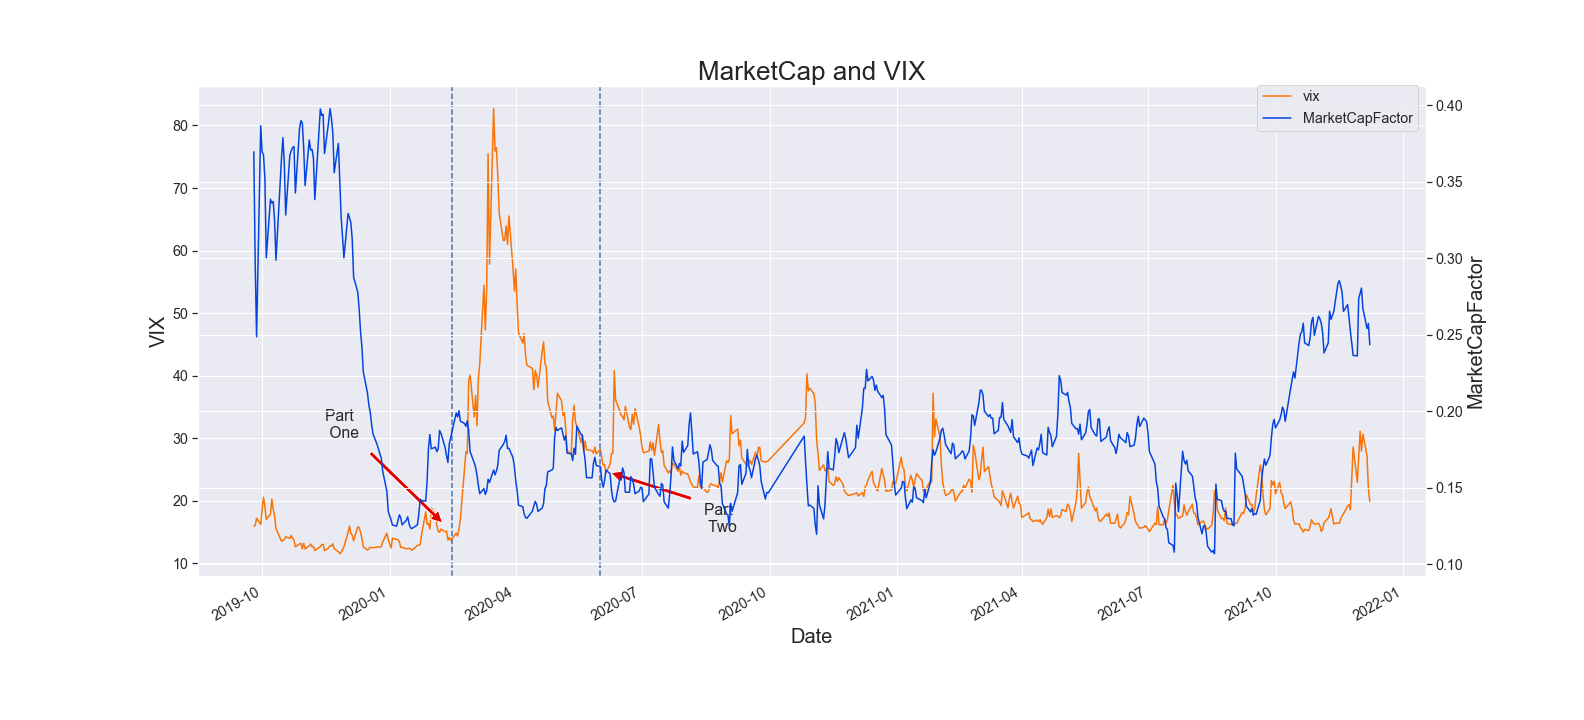 MarketCap and VIX
vix
MarketCapFactor
80
70
60
50
40
30
20
10
VIX
0.40
0.35
0.30
0.25
0.20
0.15
0.10
MarketCapFactor
Part
One
Part
Two
2019-10
2020-01
2020-04
2020-07
2020-10
2021-01
2021-04
2021-07
2021-10
2022-01
Date